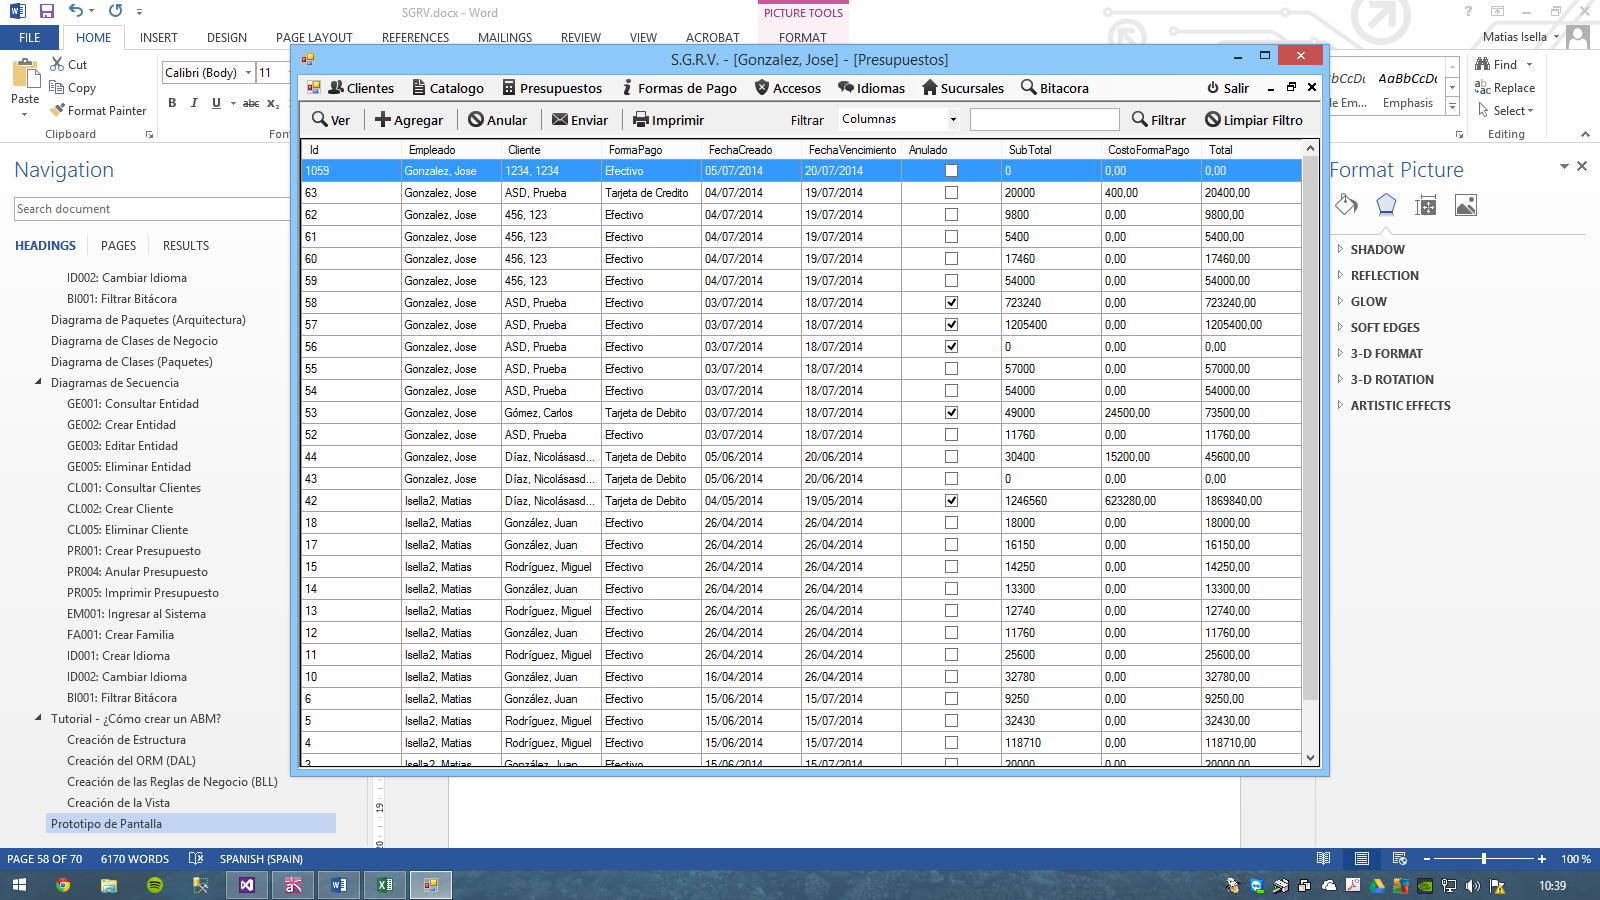 SGRV.docx - Word
PICTURE TOOLS
FILE HOME INSERT DESIGN PAGE LAYOUT REFERENCES MAILINGS REVIEW VIEW ACROBAT FORMAT
Matias Isella
Paste
Cut
Copy
Format Painter
Clipboard
Calibri (Body) 11
B I U abc x₂
Font
bCcDc AaBbCcDc
le Em... Emphasis
Find
Replace
Select
Editing
S.G.R.V. - [Gonzalez, Jose] - [Presupuestos]
Clientes Catalogo Presupuestos Formas de Pago Accesos Idiomas Sucursales Bitacora Salir
Ver Agregar Anular Enviar Imprimir Filtrar Columnas Filtrar Limpiar Filtro
Id Empleado Cliente FormaPago FechaCreado FechaVencimiento Anulado SubTotal CostoFormaPago Total
1059 Gonzalez, Jose 1234, 1234 Efectivo 05/07/2014 20/07/2014 0 0,00 0,00
63 Gonzalez, Jose ASD, Prueba Tarjeta de Credito 04/07/2014 19/07/2014 20000 400,00 20400,00
62 Gonzalez, Jose 456, 123 Efectivo 04/07/2014 19/07/2014 9800 0,00 9800,00
61 Gonzalez, Jose 456, 123 Efectivo 04/07/2014 19/07/2014 5400 0,00 5400,00
60 Gonzalez, Jose 456, 123 Efectivo 04/07/2014 19/07/2014 17460 0,00 17460,00
59 Gonzalez, Jose 456, 123 Efectivo 04/07/2014 19/07/2014 54000 0,00 54000,00
58 Gonzalez, Jose ASD, Prueba Efectivo 03/07/2014 18/07/2014 723240 0,00 723240,00
57 Gonzalez, Jose ASD, Prueba Efectivo 03/07/2014 18/07/2014 1205400 0,00 1205400,00
56 Gonzalez, Jose ASD, Prueba Efectivo 03/07/2014 18/07/2014 0 0,00 0,00
55 Gonzalez, Jose ASD, Prueba Efectivo 03/07/2014 18/07/2014 57000 0,00 57000,00
54 Gonzalez, Jose ASD, Prueba Efectivo 03/07/2014 18/07/2014 54000 0,00 54000,00
53 Gonzalez, Jose Gómez, Carlos Tarjeta de Debito 03/07/2014 18/07/2014 49000 24500,00 73500,00
52 Gonzalez, Jose ASD, Prueba Efectivo 03/07/2014 18/07/2014 11760 0,00 11760,00
44 Gonzalez, Jose Díaz, Nicolásasd... Tarjeta de Debito 05/06/2014 20/06/2014 30400 15200,00 45600,00
43 Gonzalez, Jose Díaz, Nicolásasd... Tarjeta de Debito 05/06/2014 20/06/2014 0 0,00 0,00
42 Isella2, Matias Díaz, Nicolásasd... Tarjeta de Debito 04/05/2014 19/05/2014 1246560 623280,00 1869840,00
18 Isella2, Matias González, Juan Efectivo 26/04/2014 26/04/2014 18000 0,00 18000,00
17 Isella2, Matias González, Juan Efectivo 26/04/2014 26/04/2014 16150 0,00 16150,00
15 Isella2, Matias Rodríguez, Miguel Efectivo 26/04/2014 26/04/2014 14250 0,00 14250,00
14 Isella2, Matias González, Juan Efectivo 26/04/2014 26/04/2014 13300 0,00 13300,00
13 Isella2, Matias Rodríguez, Miguel Efectivo 26/04/2014 26/04/2014 12740 0,00 12740,00
12 Isella2, Matias González, Juan Efectivo 26/04/2014 26/04/2014 11760 0,00 11760,00
11 Isella2, Matias Rodríguez, Miguel Efectivo 26/04/2014 26/04/2014 25600 0,00 25600,00
10 Isella2, Matias González, Juan Efectivo 16/04/2014 26/04/2014 32780 0,00 32780,00
6 Isella2, Matias González, Juan Efectivo 15/06/2014 15/07/2014 9250 0,00 9250,00
5 Isella2, Matias Rodríguez, Miguel Efectivo 15/06/2014 15/07/2014 32430 0,00 32430,00
4 Isella2, Matias Rodríguez, Miguel Efectivo 15/06/2014 15/07/2014 118710 0,00 118710,00
3 Isella2, Matias González, Juan Efectivo 15/06/2014 15/07/2014 20000 0,00 20000,00
Navigation
Search document
HEADINGS PAGES RESULTS
ID002: Cambiar Idioma
BI001: Filtrar Bitácora
Diagrama de Paquetes (Arquitectura)
Diagrama de Clases de Negocio
Diagrama de Clases (Paquetes)
Diagramas de Secuencia
GE001: Consultar Entidad
GE002: Crear Entidad
GE003: Editar Entidad
GE005: Eliminar Entidad
CL001: Consultar Clientes
CL002: Crear Cliente
CL005: Eliminar Cliente
PR001: Crear Presupuesto
PR004: Anular Presupuesto
PR005: Imprimir Presupuesto
EM001: Ingresar al Sistema
FA001: Crear Familia
ID001: Crear Idioma
ID002: Cambiar Idioma
BI001: Filtrar Bitácora
Tutorial - ¿Cómo crear un ABM?
Creación de Estructura
Creación del ORM (DAL)
Creación de las Reglas de Negocio (BLL)
Creación de la Vista
Prototipo de Pantalla
19
20
Format Picture
SHADOW
REFLECTION
GLOW
SOFT EDGES
3-D FORMAT
3-D ROTATION
ARTISTIC EFFECTS
PAGE 58 OF 70 6170 WORDS SPANISH (SPAIN) 100 %
10:39